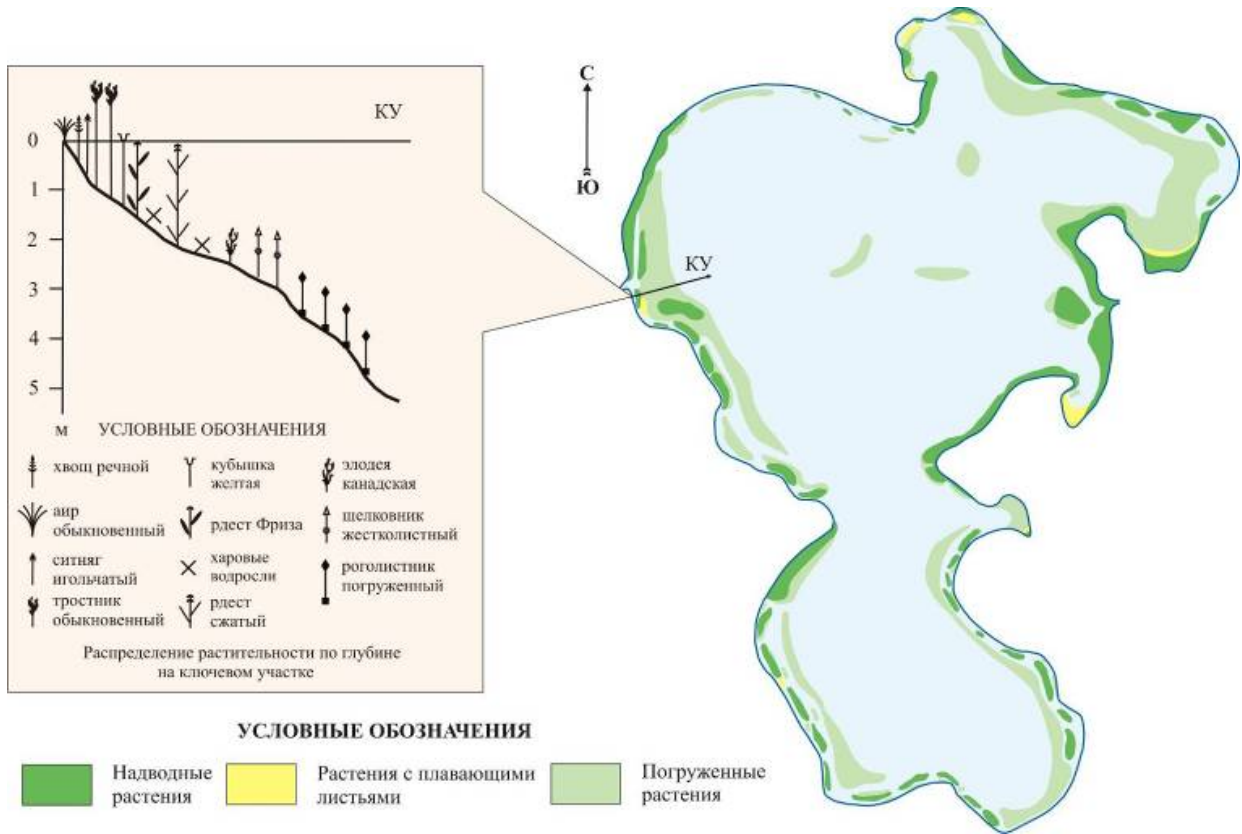 КУ
0
1
2
3
4
5
м
УСЛОВНЫЕ ОБОЗНАЧЕНИЯ
хвощ речной
аир
обыкновенный
ситняг
игольчатый
тростник
обыкновенный
кубышка
желтая
рдест Фриза
харовые
водросли
рдест
сжатый
элодея
канадская
шелковник
жестколистный
роголистник
погруженный
Распределение растительности по глубине
на ключевом участке
С
Ю
КУ
УСЛОВНЫЕ ОБОЗНАЧЕНИЯ
Надводные
растения
Растения с плавающими
листьями
Погруженные
растения